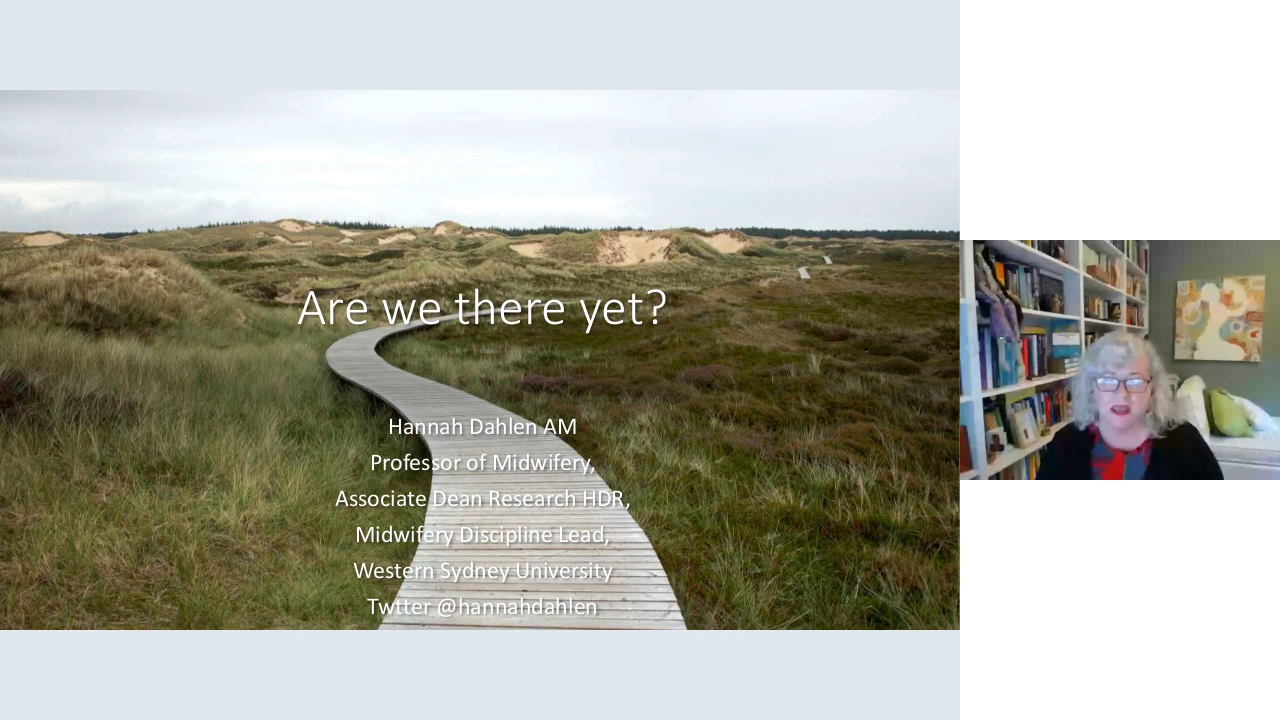 Are we there yet?
Hannah Dahlen AM
Professor of Midwifery,
Associate Dean Research HDR,
Midwifery Discipline Lead,
Western Sydney University
Twtter @hannahdahlen